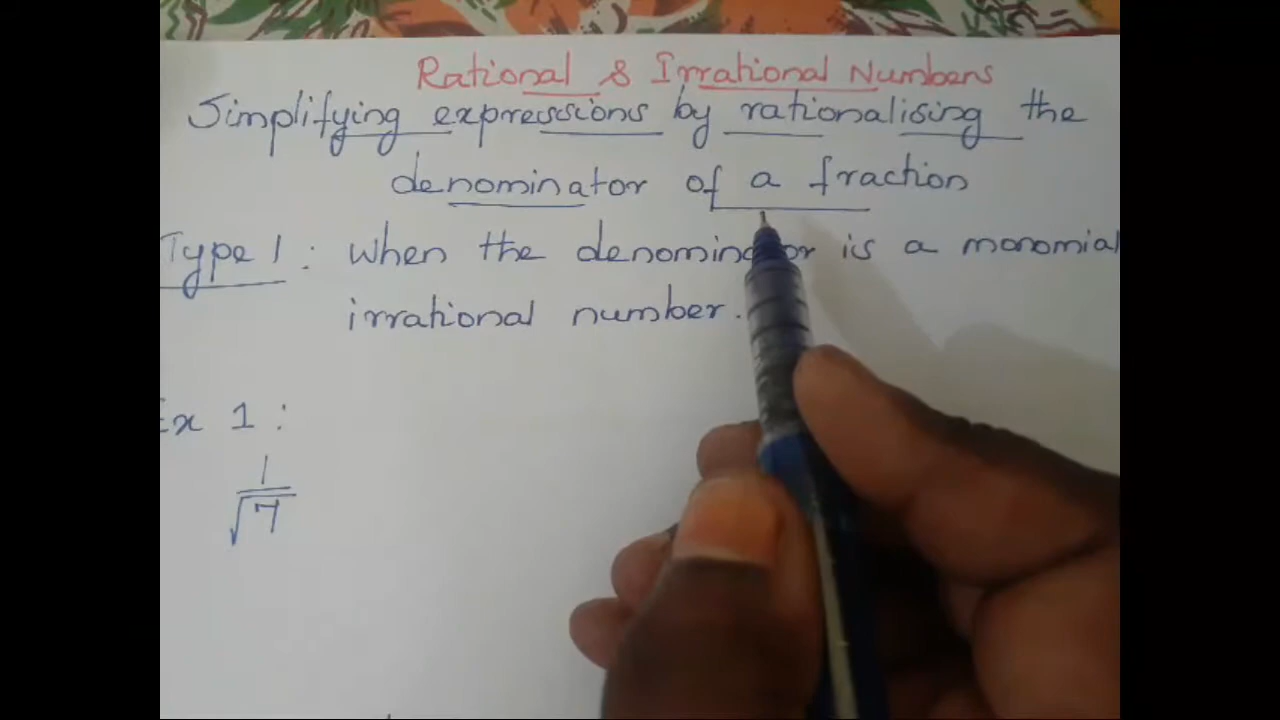 Rational & Irrational Numbers
Simplifying expressions by rationalising the
denominator of a fraction
Type 1: When the denominator is a monomial
irrational number.
Ex 1:
1
√7